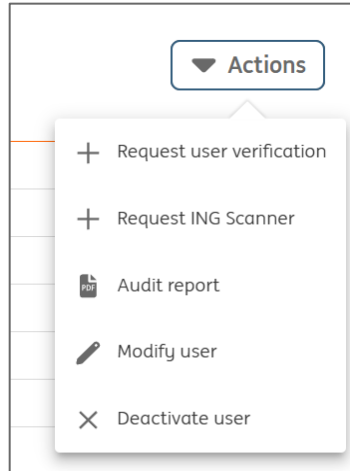 Actions
Request user verification
Request ING Scanner
PDF
Audit report
Modify user
Deactivate user